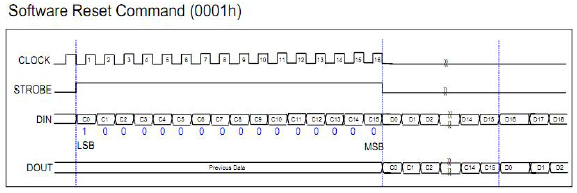 Software Reset Command (0001h)
CLOCK 1 2 3 4 5 6 7 8 9 10 11 12 13 14 15 16
STROBE
DIN C0 C1 C2 C3 C4 C5 C6 C7 C8 C9 C10 C11 C12 C13 C14 C15 D0 D1 D2 D14 D15 D16 D17 D18
1 0 0 0 0 0 0 0 0 0 0 0 0 0 0 0
LSB MSB
DOUT Previous Data C0 C1 C2 C14 C15 D0 D1 D2